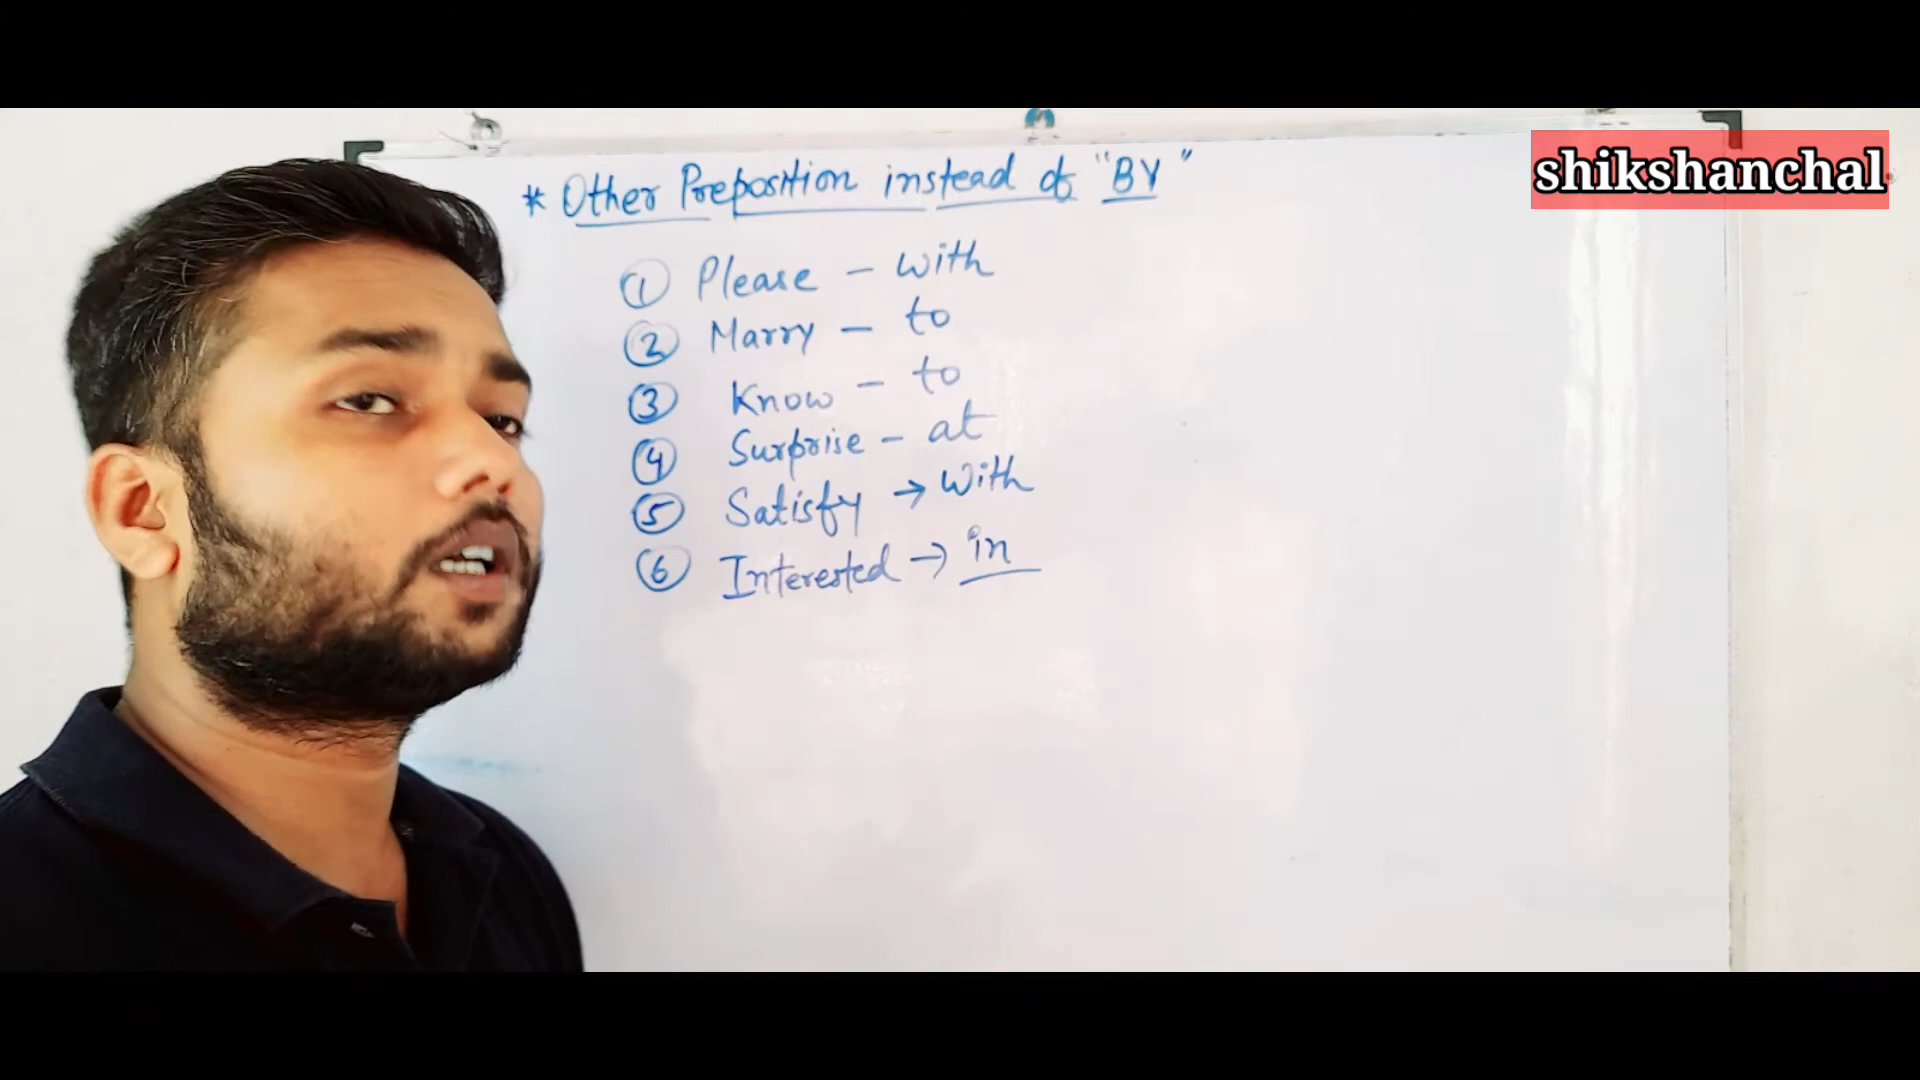 * Other Preposition instead of "BY"
shikshanchal
① Please - with
② Marry - to
③ Know - to
④ Surprise - at
⑤ Satisfy → With
⑥ Interested → in